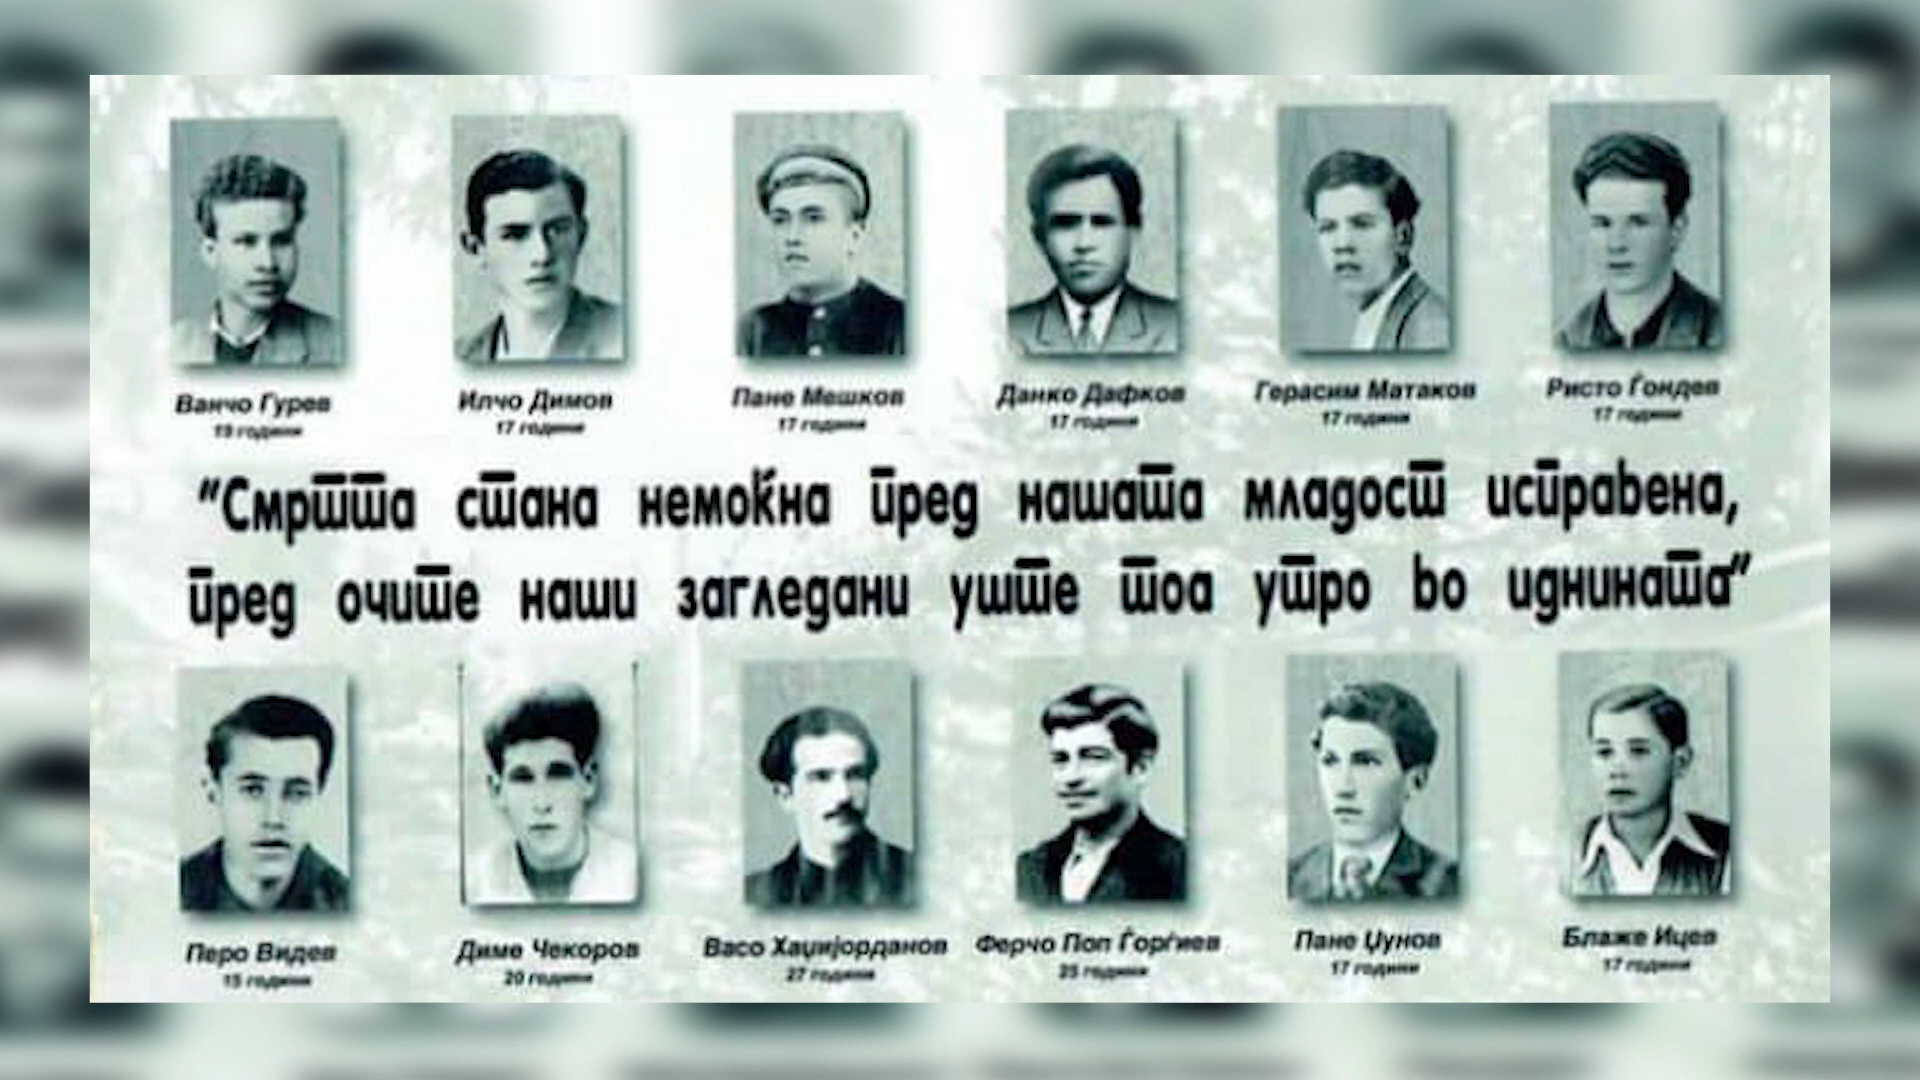 Ванчо Гурев
19 години
Илчо Димов
17 години
Пане Мешков
17 години
Данко Дафков
17 години
Герасим Матаков
17 години
Ристо Ѓондев
17 години
“Смртта стана немоќна пред нашата младост исправена,
пред очите наши загледани уште тоа утро во иднината”
Перо Видев
15 години
Диме Чекоров
20 години
Васо Хаџијорданов
27 години
Ферчо Поп Ѓорѓиев
25 години
Пане Џунов
17 години
Блаже Ицев
17 години